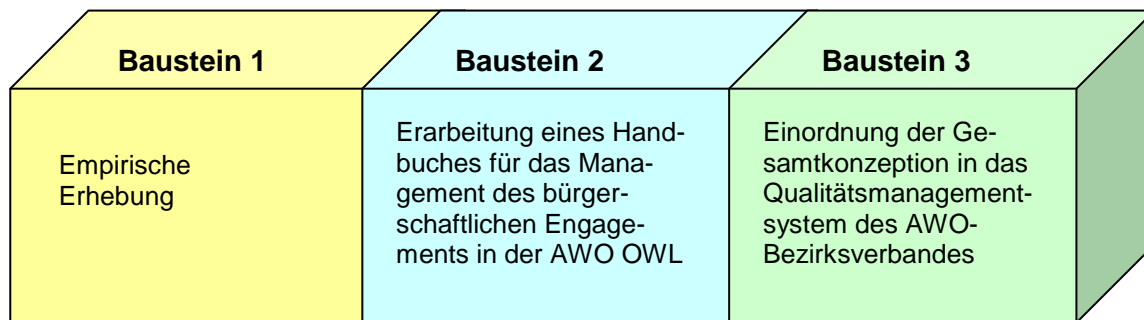 Baustein 1
Empirische
Erhebung
Baustein 2
Erarbeitung eines Hand-
buches für das Mana-
gement des bürger-
schaftlichen Engage-
ments in der AWO OWL
Baustein 3
Einordnung der Ge-
samtkonzeption in das
Qualitätsmanagement-
system des AWO-
Bezirksverbandes